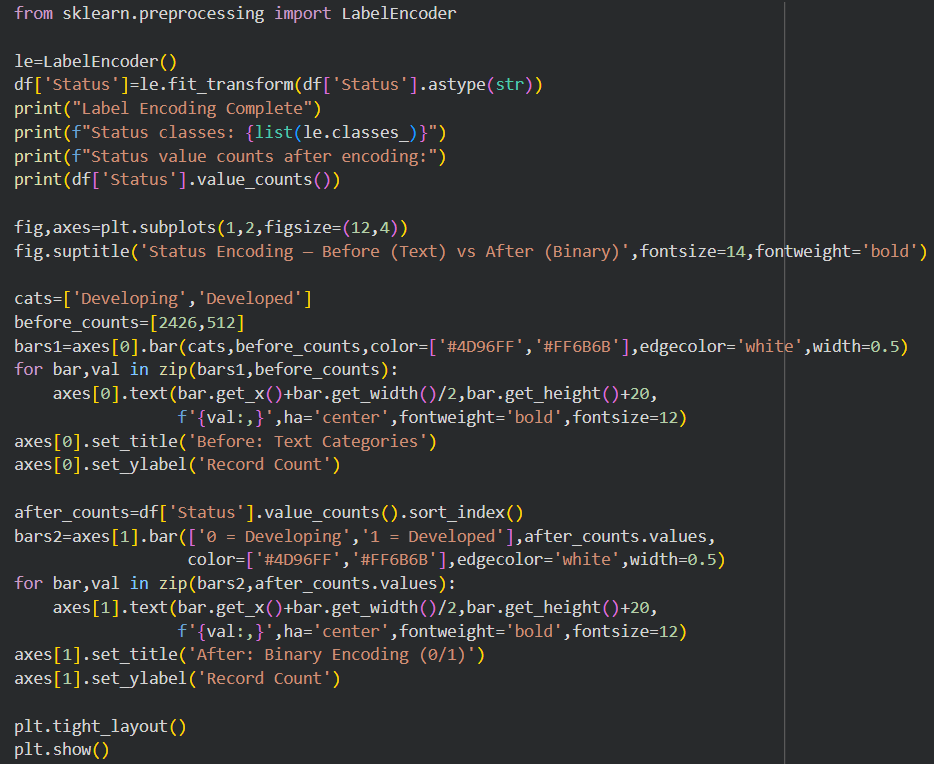 from sklearn.preprocessing import LabelEncoder
le=LabelEncoder()
df['Status']=le.fit_transform(df['Status'].astype(str))
print("Label Encoding Complete")
print(f"Status classes: {list(le.classes_)}")
print(f"Status value counts after encoding:")
print(df['Status'].value_counts())
fig,axes=plt.subplots(1,2,figsize=(12,4))
fig.suptitle('Status Encoding — Before (Text) vs After (Binary)',fontsize=14,fontweight='bold')
cats=['Developing','Developed']
before_counts=[2426,512]
bars1=axes[0].bar(cats,before_counts,color=['#4D96FF','#FF6B6B'],edgecolor='white',width=0.5)
for bar,val in zip(bars1,before_counts):
    axes[0].text(bar.get_x()+bar.get_width()/2,bar.get_height()+20,
                 f'{val:,}',ha='center',fontweight='bold',fontsize=12)
axes[0].set_title('Before: Text Categories')
axes[0].set_ylabel('Record Count')
after_counts=df['Status'].value_counts().sort_index()
bars2=axes[1].bar(['0 = Developing','1 = Developed'],after_counts.values,
                  color=['#4D96FF','#FF6B6B'],edgecolor='white',width=0.5)
for bar,val in zip(bars2,after_counts.values):
    axes[1].text(bar.get_x()+bar.get_width()/2,bar.get_height()+20,
                 f'{val:,}',ha='center',fontweight='bold',fontsize=12)
axes[1].set_title('After: Binary Encoding (0/1)')
axes[1].set_ylabel('Record Count')
plt.tight_layout()
plt.show()